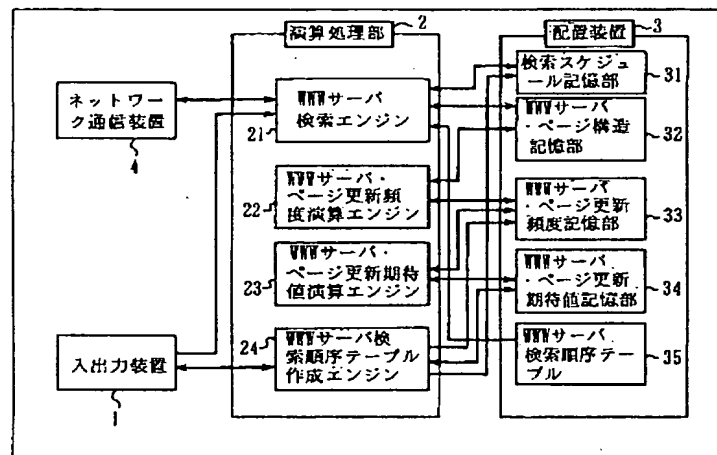 演算処理部
2
配置装置
3
ネットワー
ク通信装置
4
WWWサーバ
検索エンジン
21
WWWサーバ・
ページ更新頻
度演算エンジン
22
WWWサーバ・
ページ更新期待
値演算エンジン
23
WWWサーバ検
索順序テーブル
作成エンジン
24
入出力装置
1
検索スケジュ
ール記憶部
31
WWWサーバ
・ページ構造
記憶部
32
WWWサーバ
・ページ更新
頻度記憶部
33
WWWサーバ
・ページ更新
期待値記憶部
34
WWWサーバ
検索順序テー
ブル
35